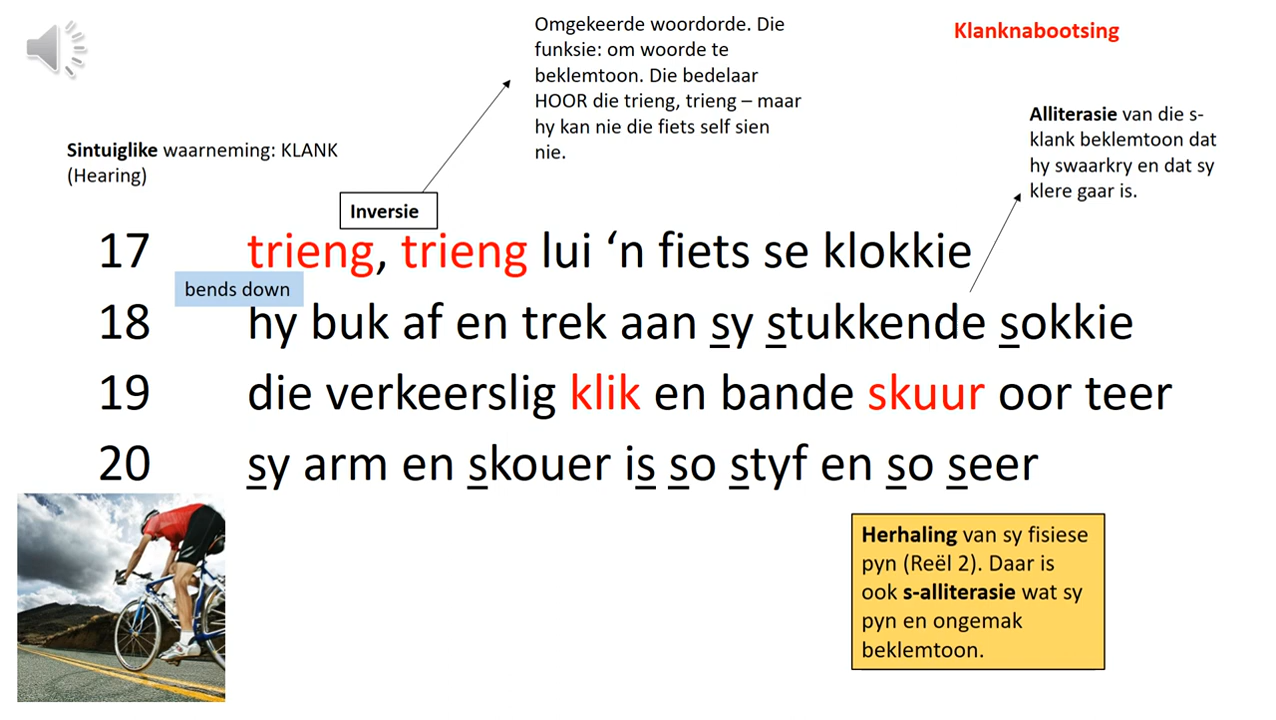 Omgekeerde woordorde. Die
funksie: om woorde te
beklemtoon. Die bedelaar
HOOR die trieng, trieng – maar
hy kan nie die fiets self sien
nie.
Klanknabootsing
Alliterasie van die s-
klank beklemtoon dat
hy swaarkry en dat sy
klere gaar is.
Sintuiglike waarneming: KLANK
(Hearing)
Inversie
17 trieng, trieng lui ‘n fiets se klokkie
bends down
18 hy buk af en trek aan sy stukkende sokkie
19 die verkeerslig klik en bande skuur oor teer
20 sy arm en skouer is so styf en so seer
Herhaling van sy fisiese
pyn (Reël 2). Daar is
ook s-alliterasie wat sy
pyn en ongemak
beklemtoon.